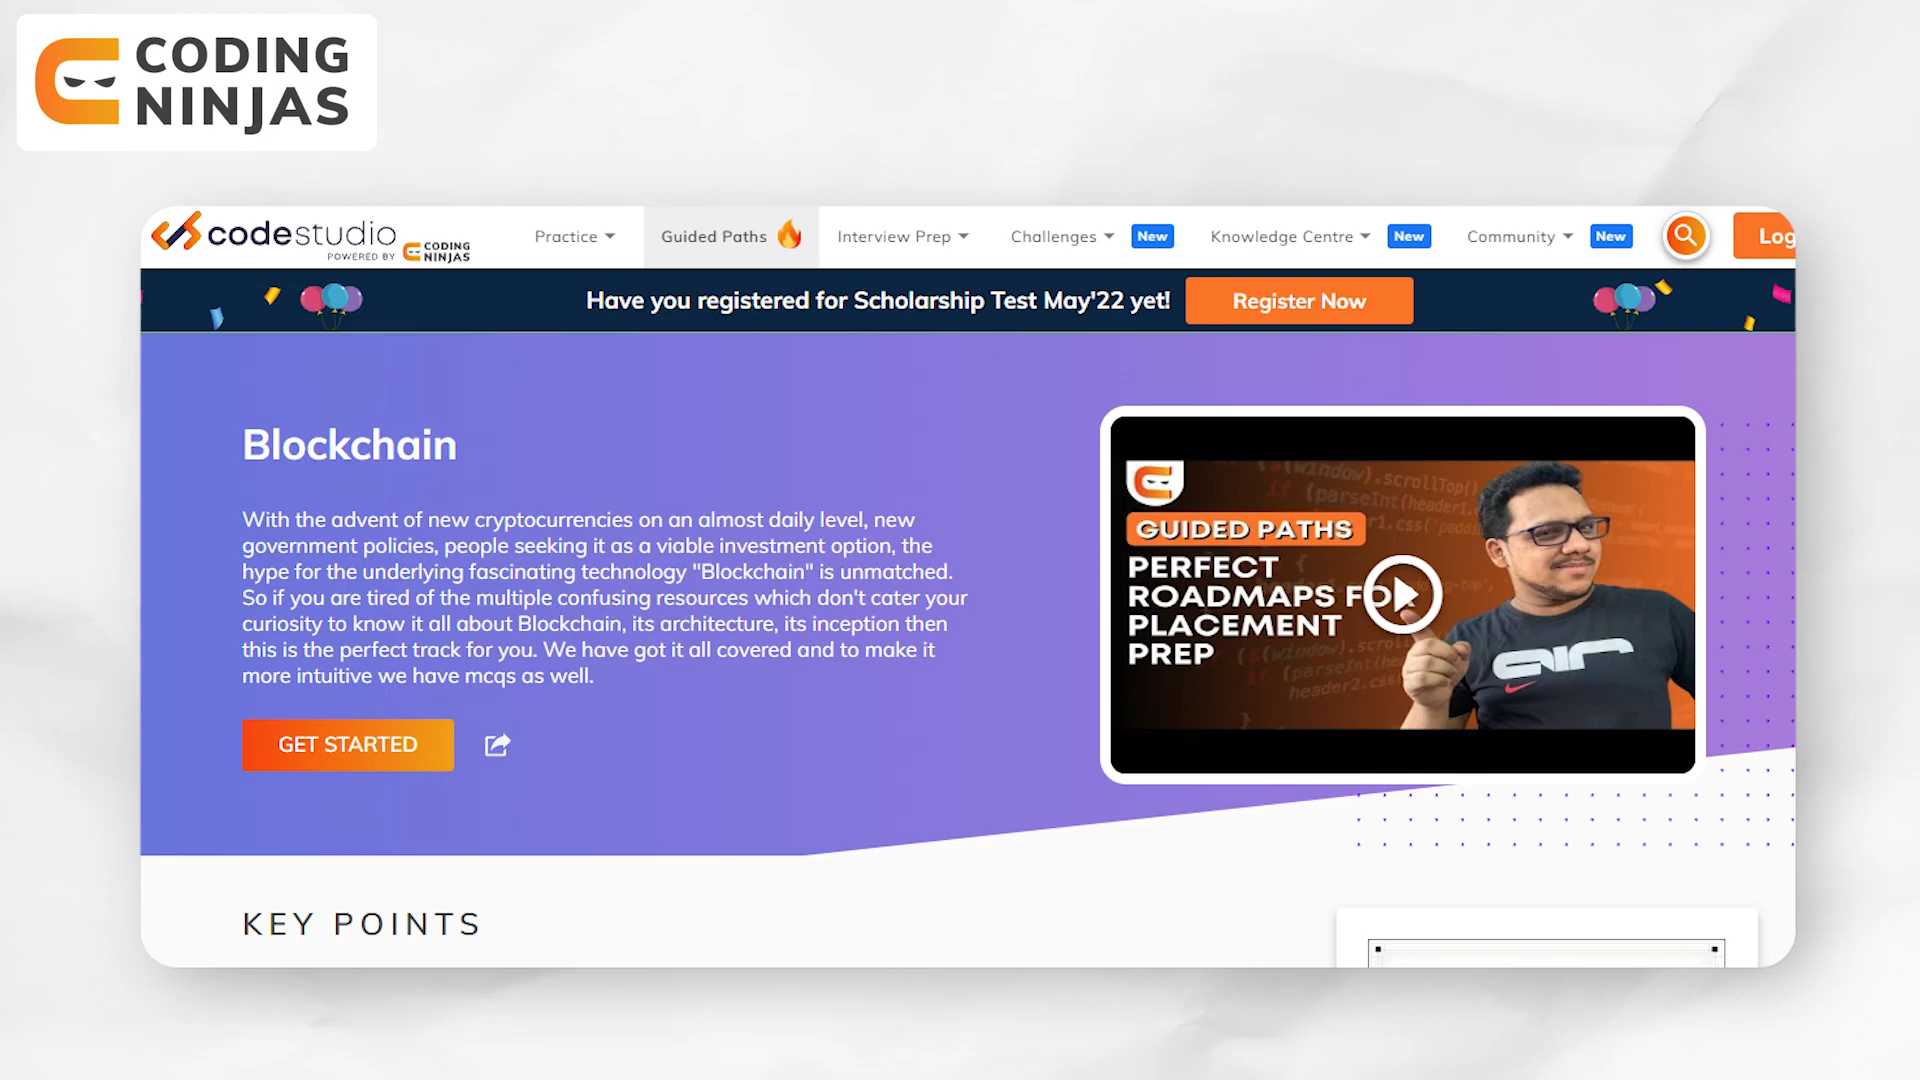 CODING
NINJAS
codestudio
POWERED BY CODING NINJAS
Practice
Guided Paths
Interview Prep
Challenges New
Knowledge Centre New
Community New
Log
Have you registered for Scholarship Test May'22 yet! Register Now
Blockchain
With the advent of new cryptocurrencies on an almost daily level, new
government policies, people seeking it as a viable investment option, the
hype for the underlying fascinating technology "Blockchain" is unmatched.
So if you are tired of the multiple confusing resources which don't cater your
curiosity to know it all about Blockchain, its architecture, its inception then
this is the perfect track for you. We have got it all covered and to make it
more intuitive we have mcqs as well.
GET STARTED
GUIDED PATHS
PERFECT
ROADMAPS FOR
PLACEMENT
PREP
KEY POINTS